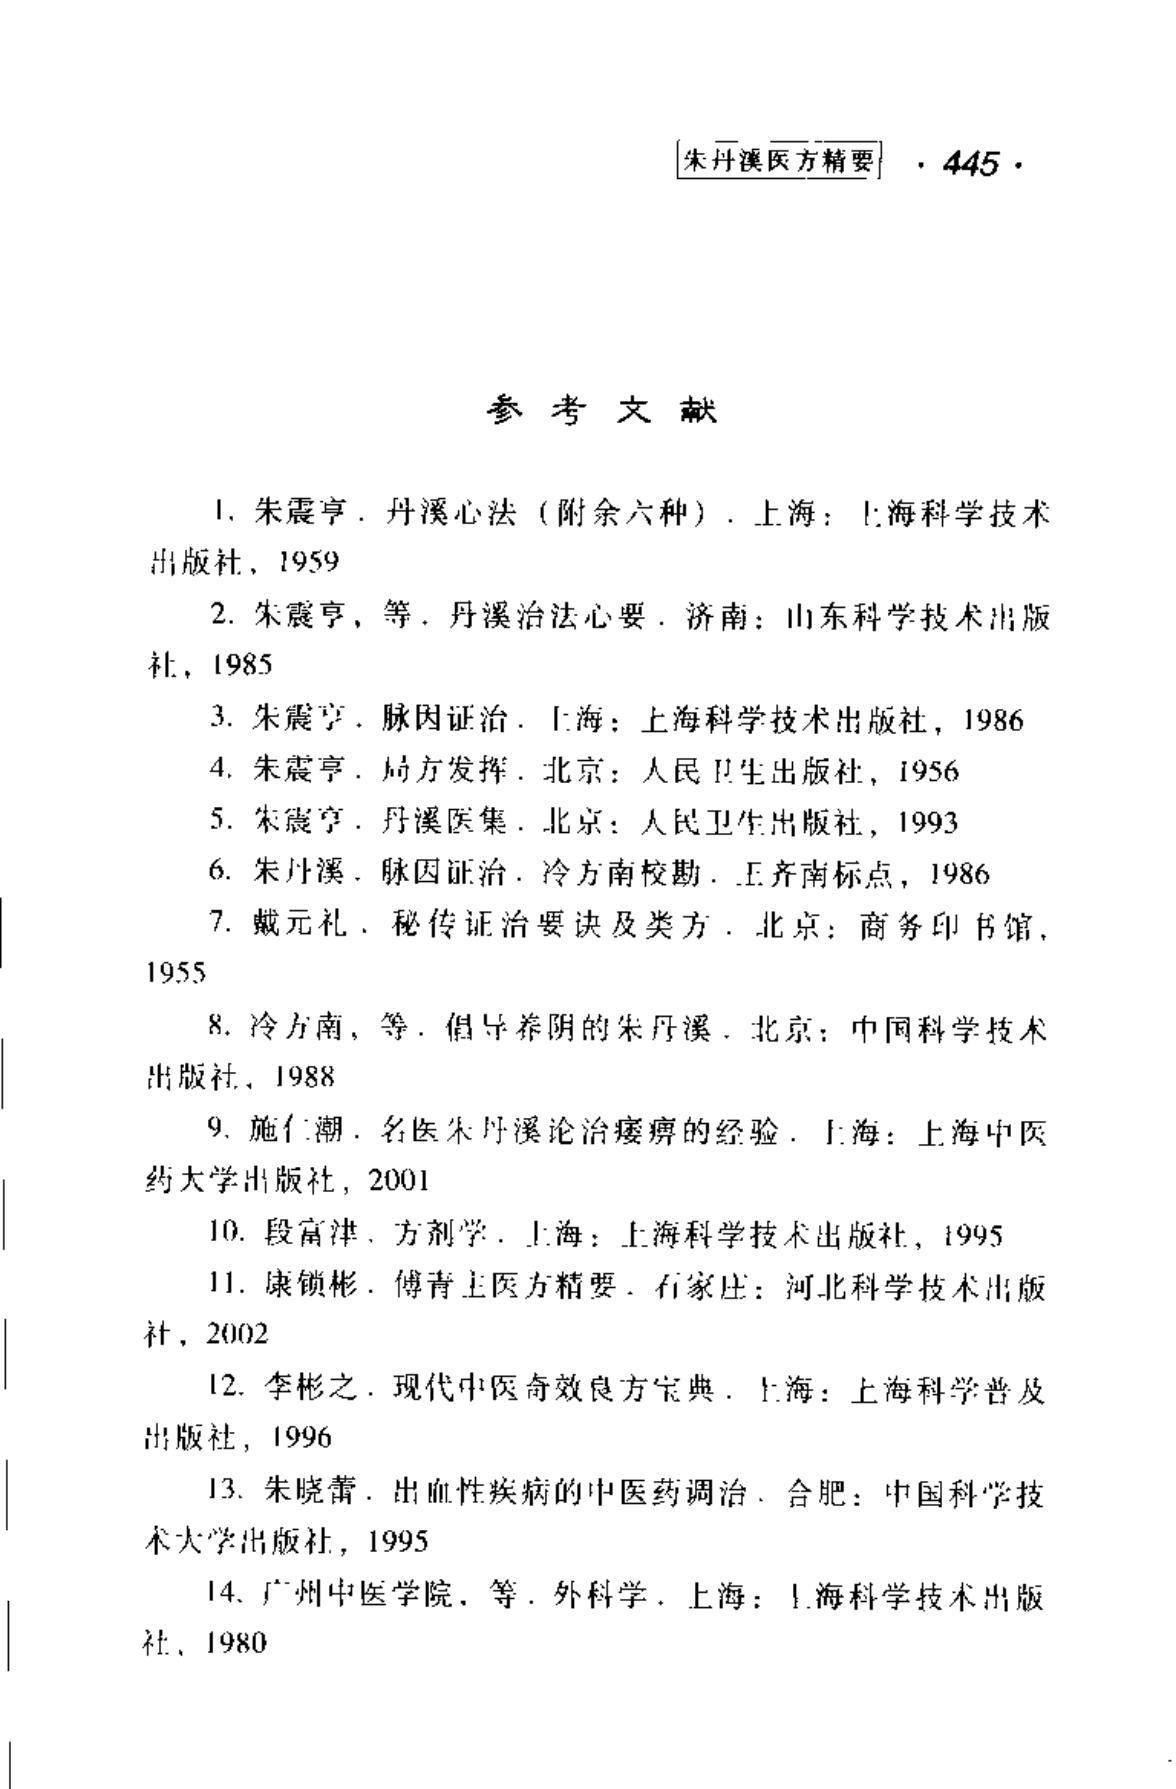 朱丹溪医方精要 ·445·
参考文献
1. 朱震亨．丹溪心法（附余六种）．上海：上海科学技术
出版社，1959
2. 朱震亨，等．丹溪治法心要．济南：山东科学技术出版
社，1985
3. 朱震亨．脉因证治．上海：上海科学技术出版社，1986
4. 朱震亨．局方发挥．北京：人民卫生出版社，1956
5. 朱震亨．丹溪医集．北京：人民卫生出版社，1993
6. 朱丹溪．脉因证治．冷方南校勘．王齐南标点，1986
7. 戴元礼．秘传证治要诀及类方．北京：商务印书馆，
1955
8. 冷方南，等．倡导养阴的朱丹溪．北京：中国科学技术
出版社，1988
9. 施仁潮．名医朱丹溪论治痿痹的经验．上海：上海中医
药大学出版社，2001
10. 段富津．方剂学．上海：上海科学技术出版社，1995
11. 康锁彬．傅青主医方精要．石家庄：河北科学技术出版
社，2002
12. 李彬之．现代中医奇效良方宝典．上海：上海科学普及
出版社，1996
13. 朱晓蕾．出血性疾病的中医药调治．合肥：中国科学技
术大学出版社，1995
14. 广州中医学院，等．外科学．上海：上海科学技术出版
社，1980